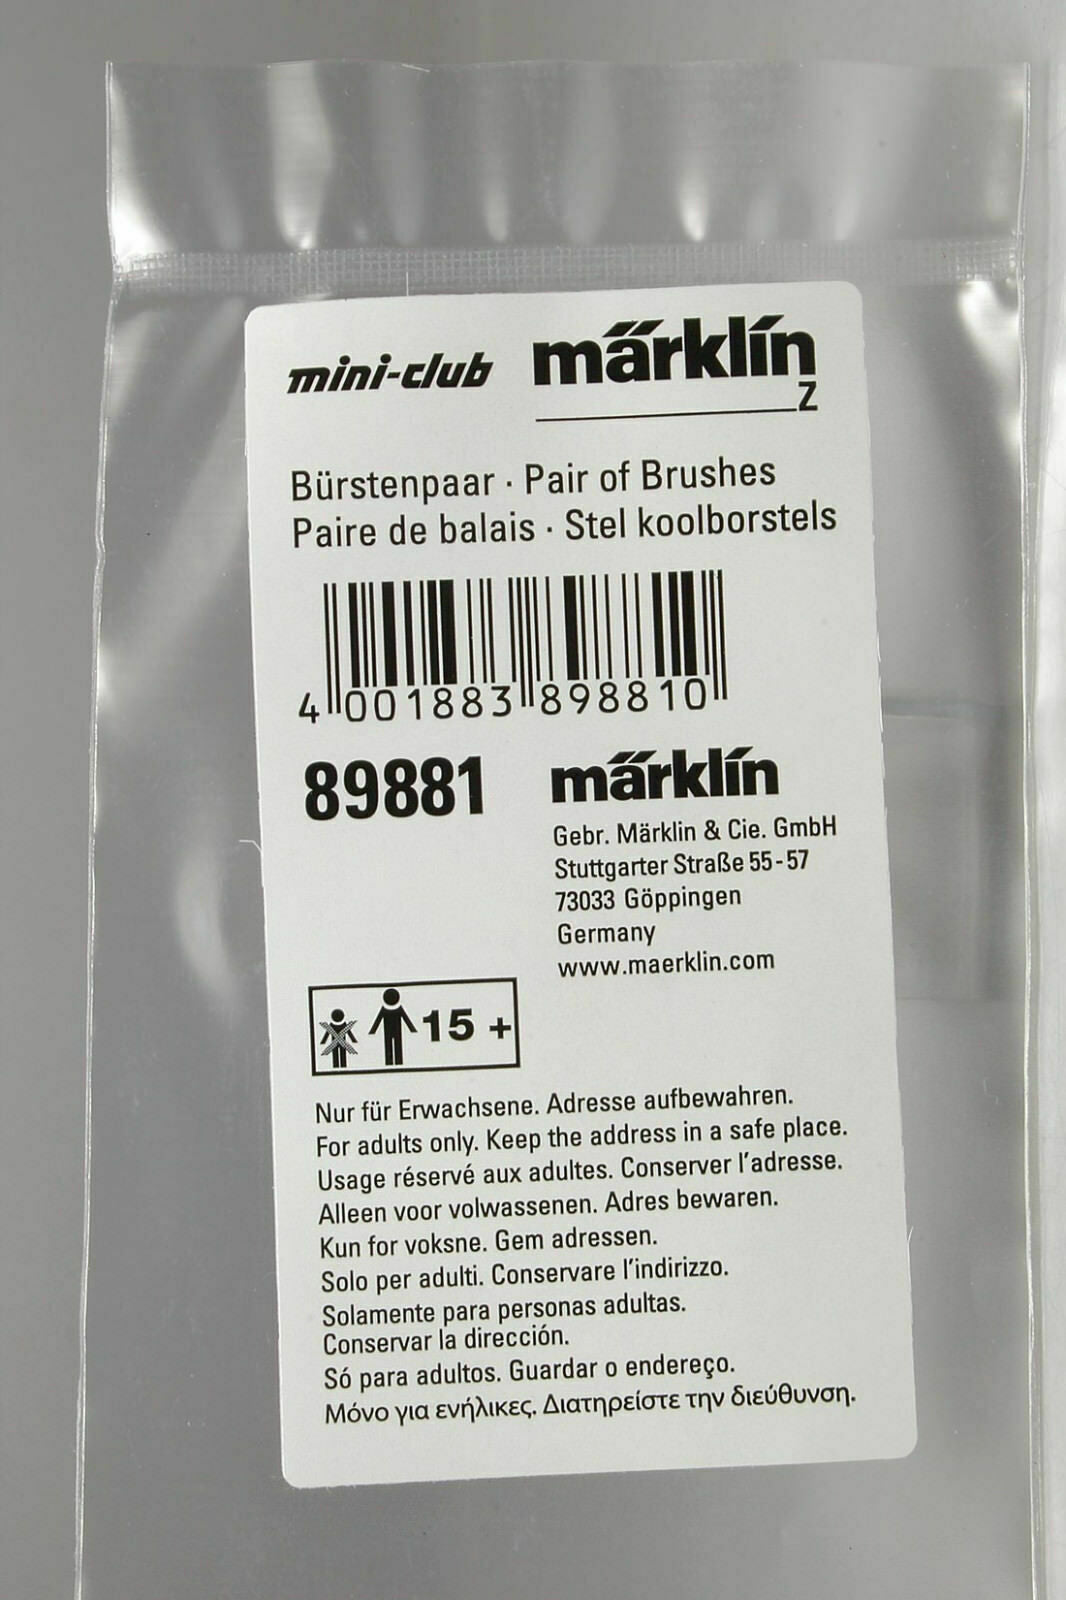 mini-club märklín
Z
Bürstenpaar · Pair of Brushes
Paire de balais · Stel koolborstels
4 001883 898810
89881
märklín
Gebr. Märklin & Cie. GmbH
Stuttgarter Straße 55-57
73033 Göppingen
Germany
www.maerklin.com
15 +
Nur für Erwachsene. Adresse aufbewahren.
For adults only. Keep the address in a safe place.
Usage réservé aux adultes. Conserver l'adresse.
Alleen voor volwassenen. Adres bewaren.
Kun for voksne. Gem adressen.
Solo per adulti. Conservare l'indirizzo.
Solamente para personas adultas.
Conservar la dirección.
Só para adultos. Guardar o endereço.
Μόνο για ενήλικες. Διατηρείστε την διεύθυνση.